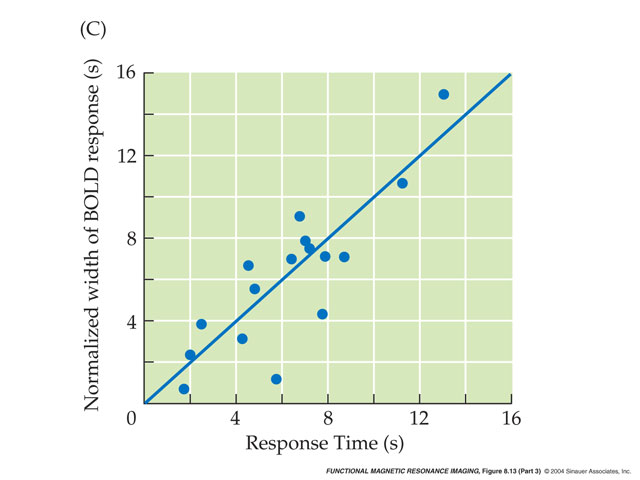 (C)
Normalized width of BOLD response (s)
16
12
8
4
0
4
8
12
16
Response Time (s)
FUNCTIONAL MAGNETIC RESONANCE IMAGING, Figure 8.13 (Part 3) © 2004 Sinauer Associates, Inc.